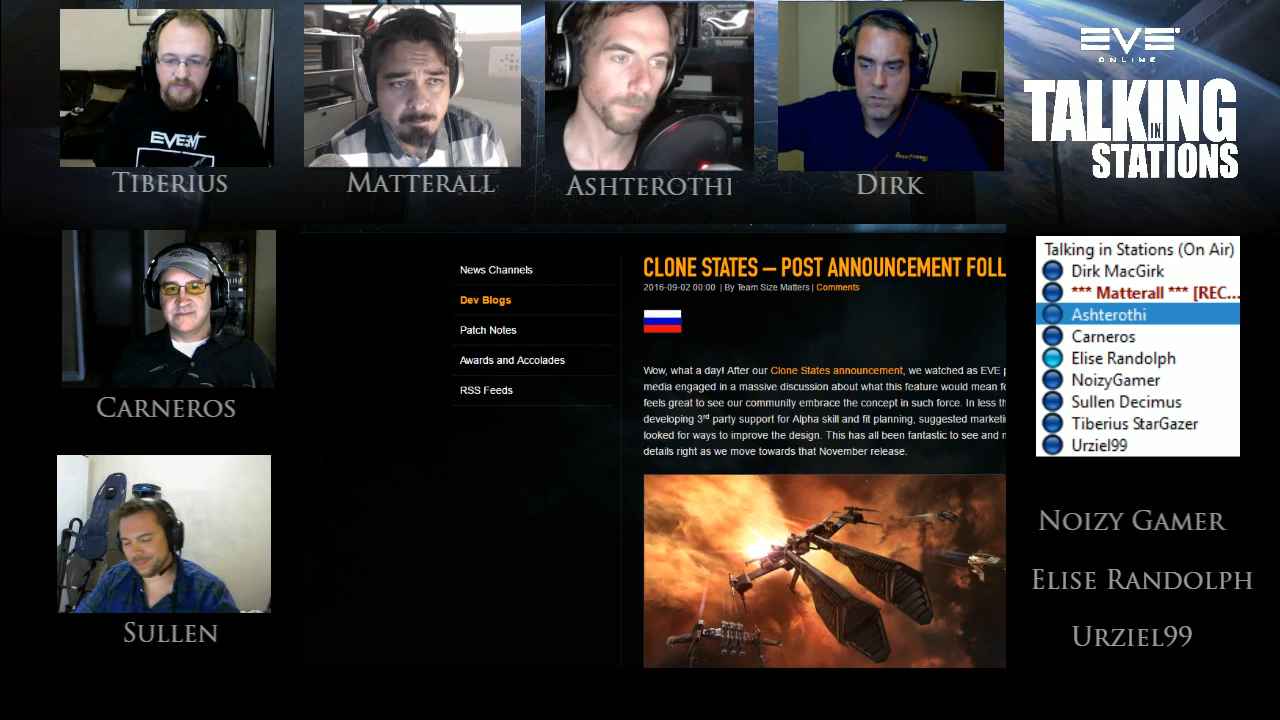 EVE
ONLINE
TALKING
IN
STATIONS
EVE NT
TIBERIUS
MATTERALL
ASHTEROTHI
DIRK
CARNEROS
SULLEN
News Channels
Dev Blogs
Patch Notes
Awards and Accolades
RSS Feeds
CLONE STATES – POST ANNOUNCEMENT FOLL
2016-09-02 00:00 | By Team Size Matters | Comments
Wow, what a day! After our Clone States announcement, we watched as EVE p
media engaged in a massive discussion about what this feature would mean fo
feels great to see our community embrace the concept in such force. In less th
developing 3rd party support for Alpha skill and fit planning, suggested marketi
looked for ways to improve the design. This has all been fantastic to see and
details right as we move towards that November release.
Talking in Stations (On Air)
Dirk MacGirk
*** Matterall *** [REC...
Ashterothi
Carneros
Elise Randolph
NoizyGamer
Sullen Decimus
Tiberius StarGazer
Urziel99
NOIZY GAMER
ELISE RANDOLPH
URZIEL99